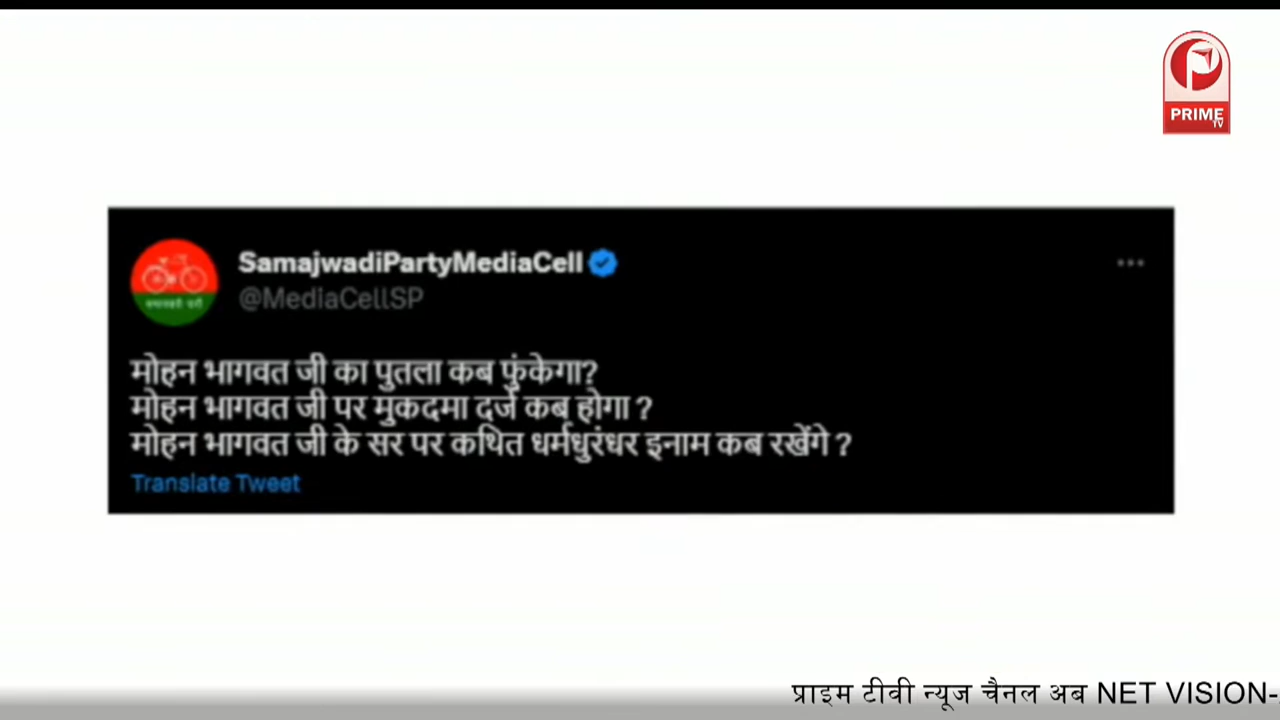 PRIME
TV
SamajwadiPartyMediaCell
@MediaCellSP
मोहन भागवत जी का पुतला कब फुंकेगा?
मोहन भागवत जी पर मुकदमा दर्ज कब होगा ?
मोहन भागवत जी के सर पर कथित धर्मधुरंधर इनाम कब रखेंगे ?
Translate Tweet
प्राइम टीवी न्यूज चैनल अब NET VISION-